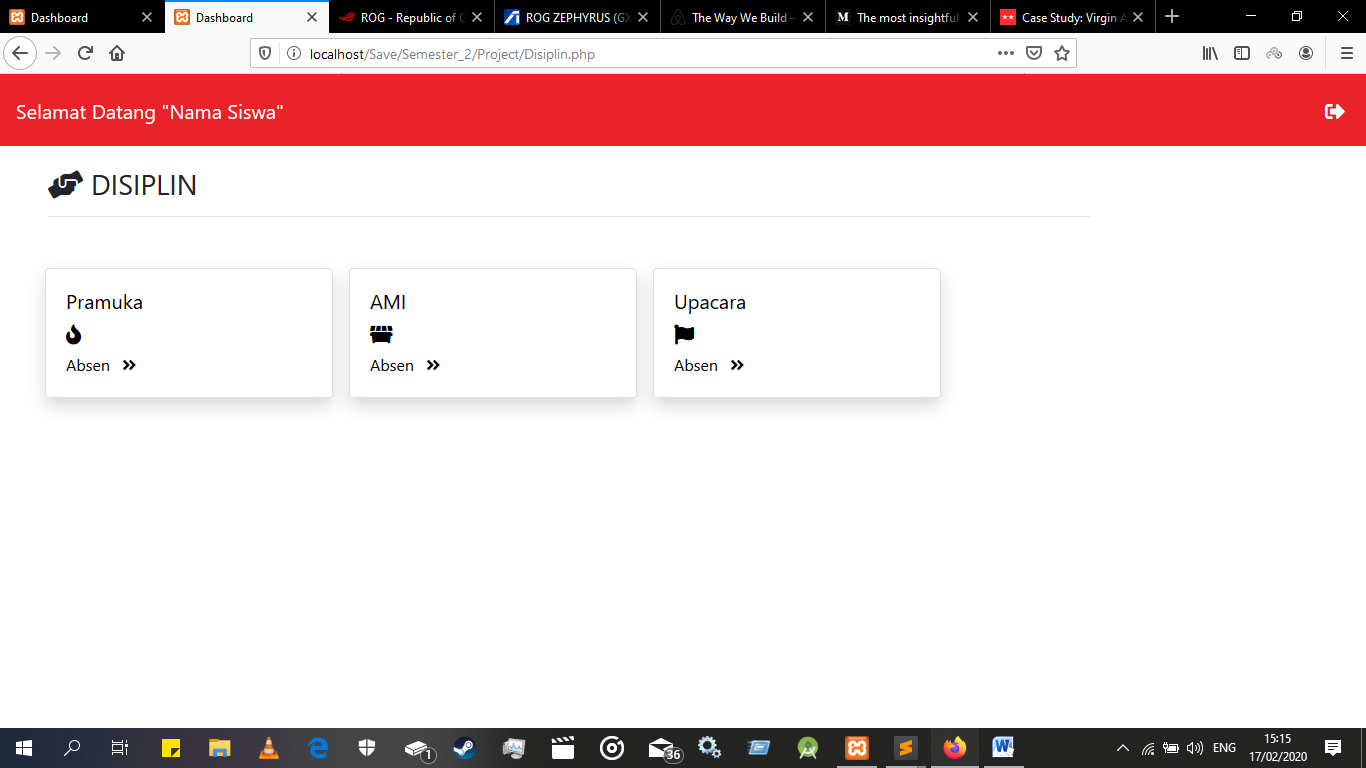 Dashboard
Dashboard
ROG - Republic of G
ROG ZEPHYRUS (GX
The Way We Build –
The most insightful
Case Study: Virgin A
localhost/Save/Semester_2/Project/Disiplin.php
Selamat Datang "Nama Siswa"
DISIPLIN
Pramuka
AMI
Upacara
Absen
Absen
Absen
1
36
ENG
15:15
17/02/2020